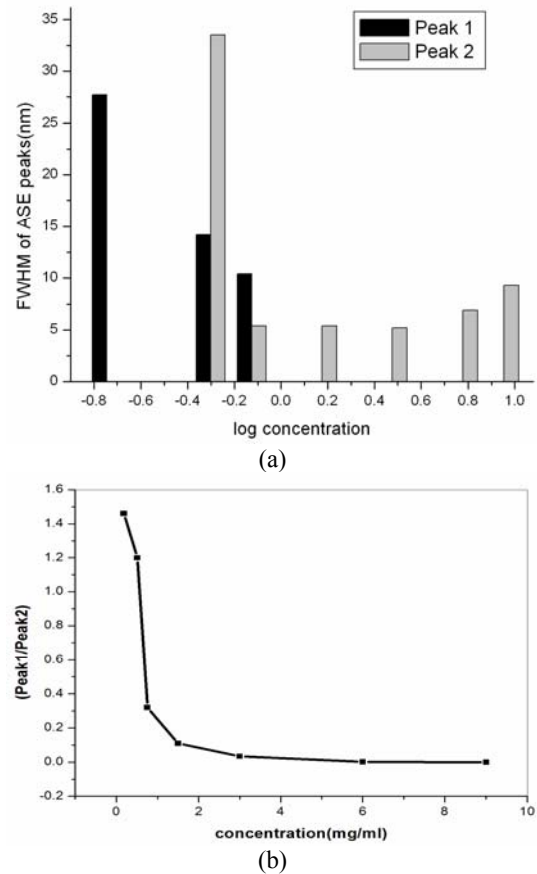 35
30
25
20
15
10
5
0
FWHM of ASE peaks(nm)
Peak 1
Peak 2
-0.8 -0.6 -0.4 -0.2 0.0 0.2 0.4 0.6 0.8 1.0
log concentration
(a)
1.6
1.4
1.2
1.0
0.8
0.6
0.4
0.2
0.0
-0.2
(Peak1/Peak2)
0 2 4 6 8 10
concentration(mg/ml)
(b)